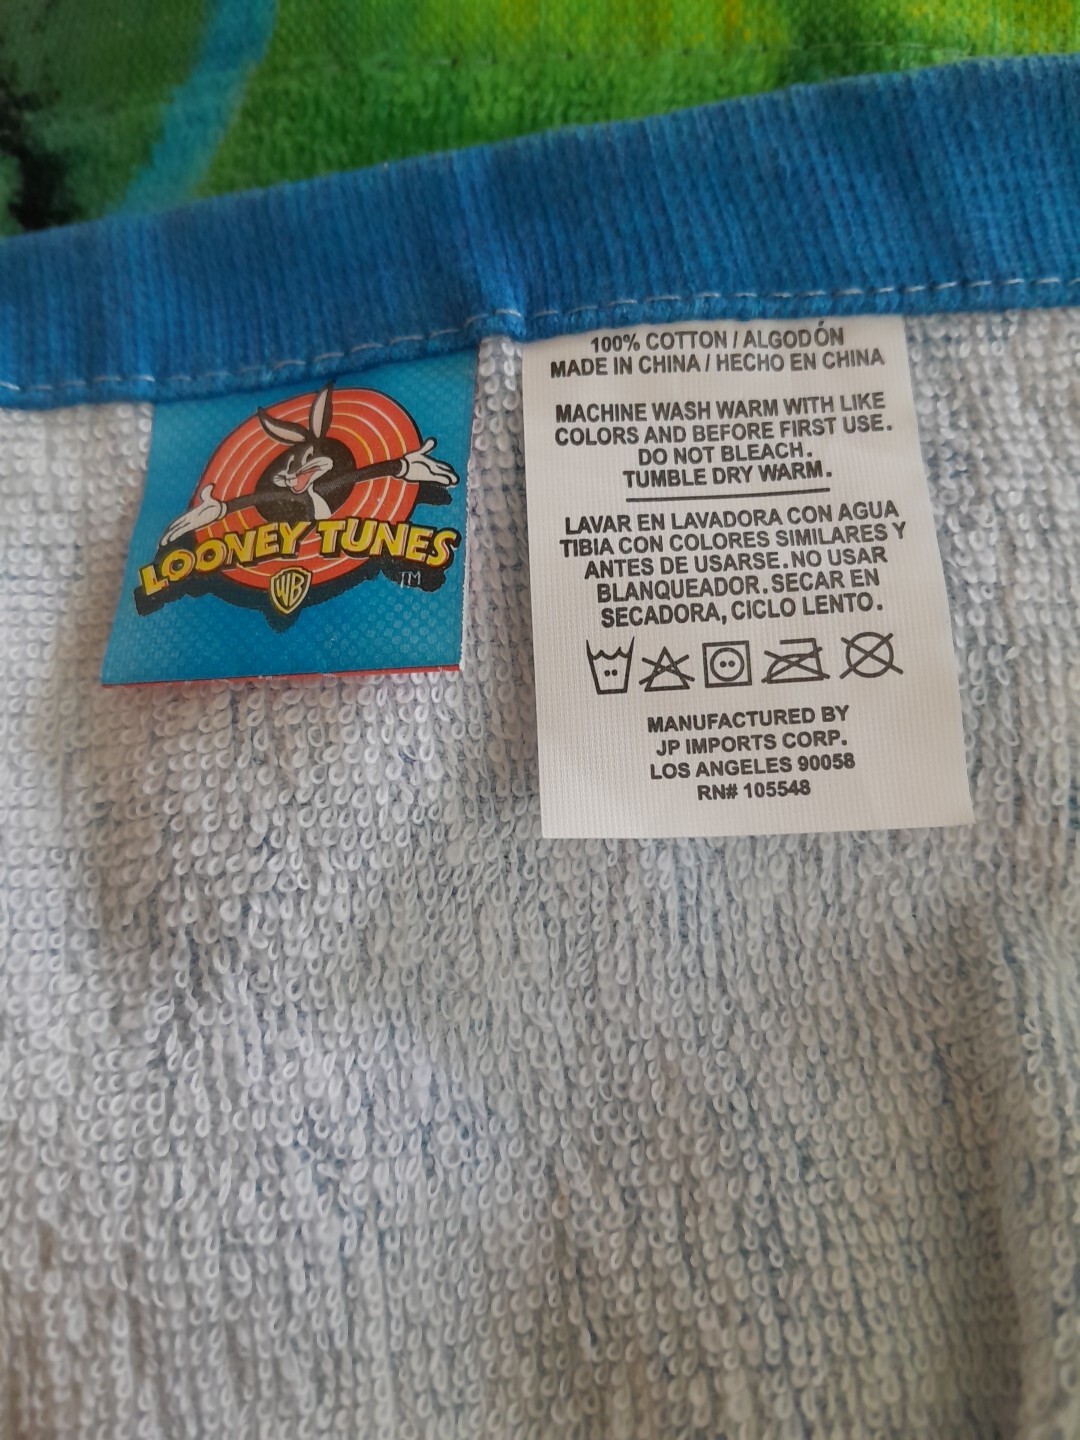 LOONEY TUNES
WB
TM
100% COTTON / ALGODÓN
MADE IN CHINA / HECHO EN CHINA
MACHINE WASH WARM WITH LIKE
COLORS AND BEFORE FIRST USE.
DO NOT BLEACH.
TUMBLE DRY WARM.
LAVAR EN LAVADORA CON AGUA
TIBIA CON COLORES SIMILARES Y
ANTES DE USARSE. NO USAR
BLANQUEADOR. SECAR EN
SECADORA, CICLO LENTO.
MANUFACTURED BY
JP IMPORTS CORP.
LOS ANGELES 90058
RN# 105548